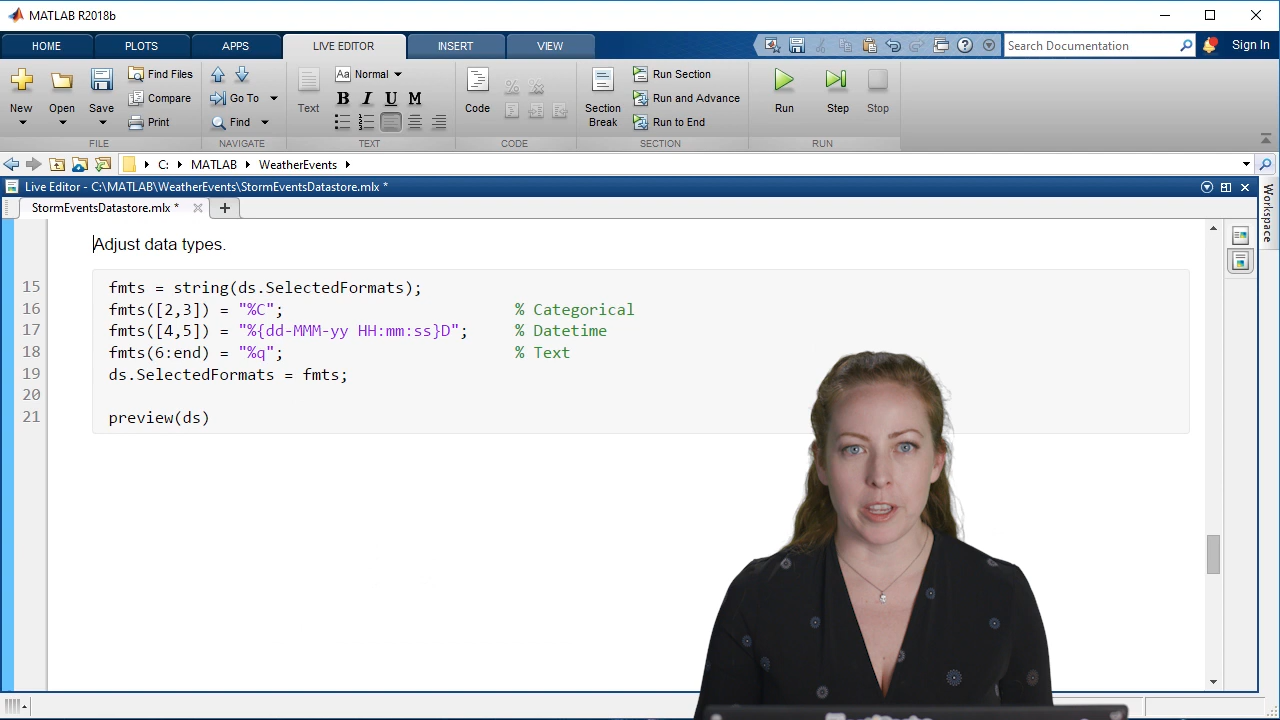 MATLAB R2018b
HOME PLOTS APPS LIVE EDITOR INSERT VIEW
Search Documentation
Sign In
New
Open
Save
Find Files
Compare
Print
FILE
Go To
Find
NAVIGATE
Text
Aa Normal
B I U M
TEXT
Code
CODE
Section
Break
Run Section
Run and Advance
Run to End
SECTION
Run
Step
Stop
RUN
C: MATLAB WeatherEvents
Live Editor - C:\MATLAB\WeatherEvents\StormEventsDatastore.mlx *
StormEventsDatastore.mlx *
Workspace
Adjust data types.
15 fmts = string(ds.SelectedFormats);
16 fmts([2,3]) = "%C"; % Categorical
17 fmts([4,5]) = "%{dd-MMM-yy HH:mm:ss}D"; % Datetime
18 fmts(6:end) = "%q"; % Text
19 ds.SelectedFormats = fmts;
20
21 preview(ds)